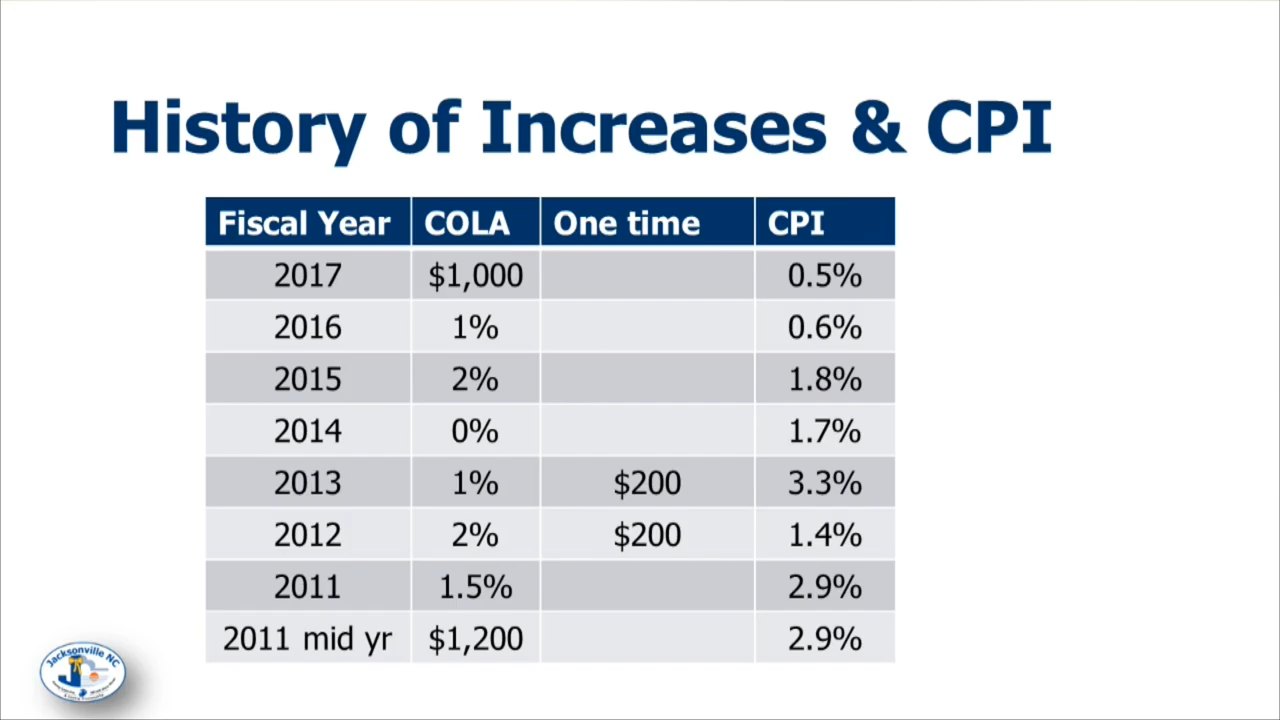 History of Increases & CPI
Fiscal Year COLA One time CPI
2017 $1,000 0.5%
2016 1% 0.6%
2015 2% 1.8%
2014 0% 1.7%
2013 1% $200 3.3%
2012 2% $200 1.4%
2011 1.5% 2.9%
2011 mid yr $1,200 2.9%
Jacksonville NC